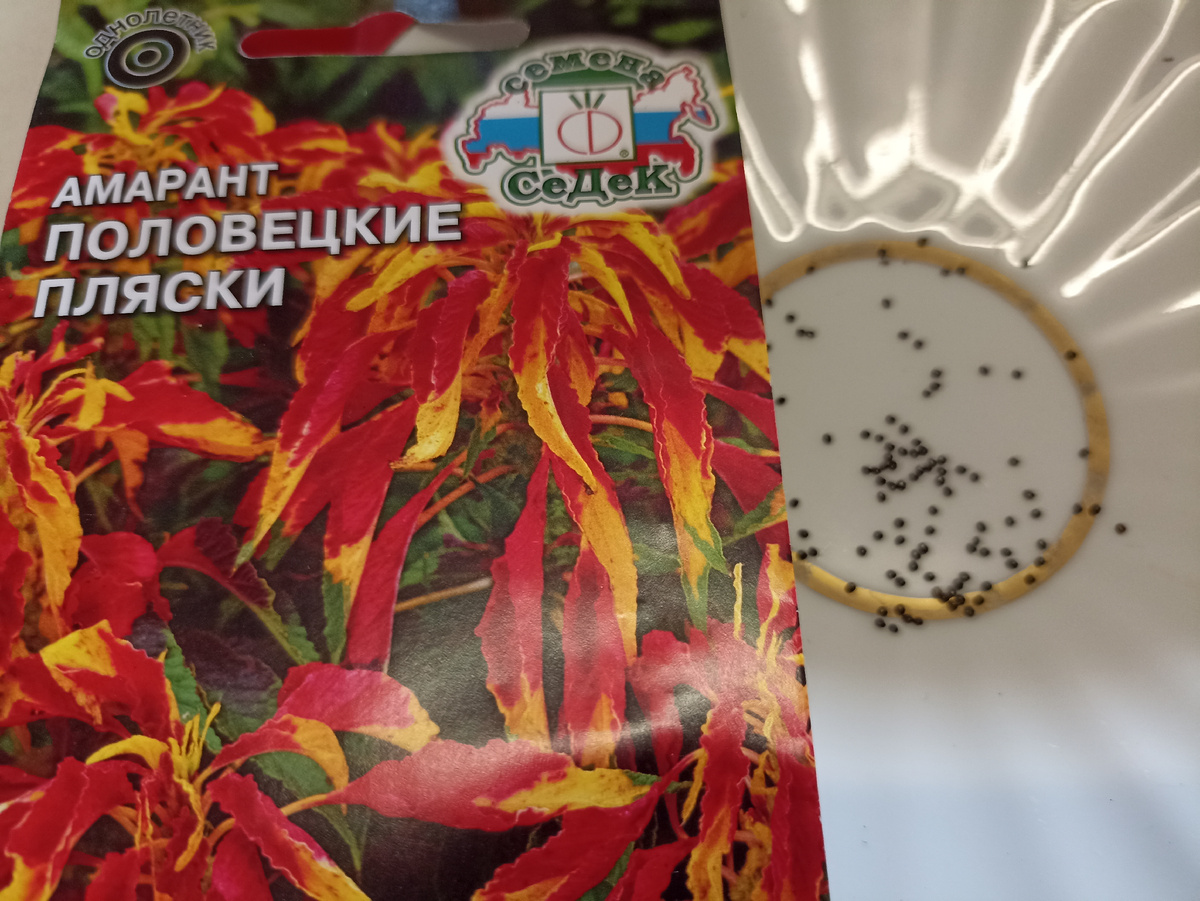 однолетник
семена
СеДеК
®
АМАРАНТ
ПОЛОВЕЦКИЕ
ПЛЯСКИ